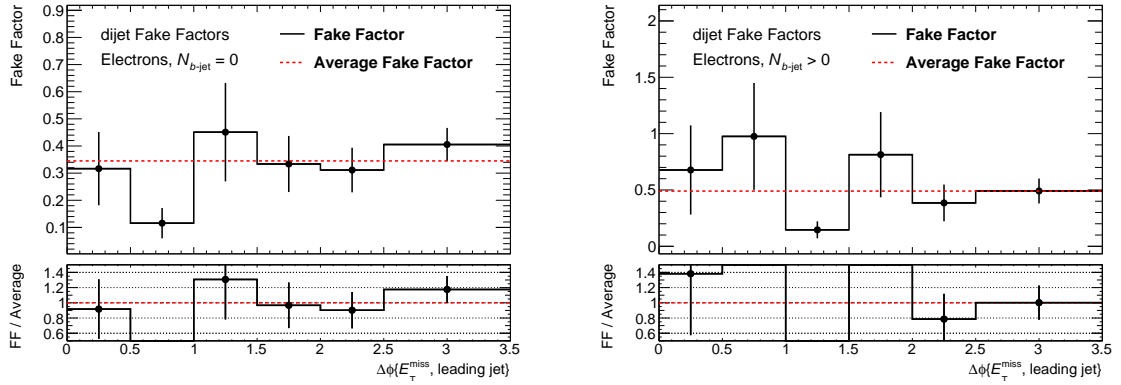 Fake Factor
0.9
0.8
0.7
0.6
0.5
0.4
0.3
0.2
0.1
dijet Fake Factors
Electrons, N_b-jet = 0
Fake Factor
Average Fake Factor
FF / Average
1.4
1.2
1
0.8
0.6
0 0.5 1 1.5 2 2.5 3 3.5
Δϕ{E_T^miss, leading jet}
Fake Factor
2
1.5
1
0.5
0
dijet Fake Factors
Electrons, N_b-jet > 0
Fake Factor
Average Fake Factor
FF / Average
1.4
1.2
1
0.8
0.6
0 0.5 1 1.5 2 2.5 3 3.5
Δϕ{E_T^miss, leading jet}